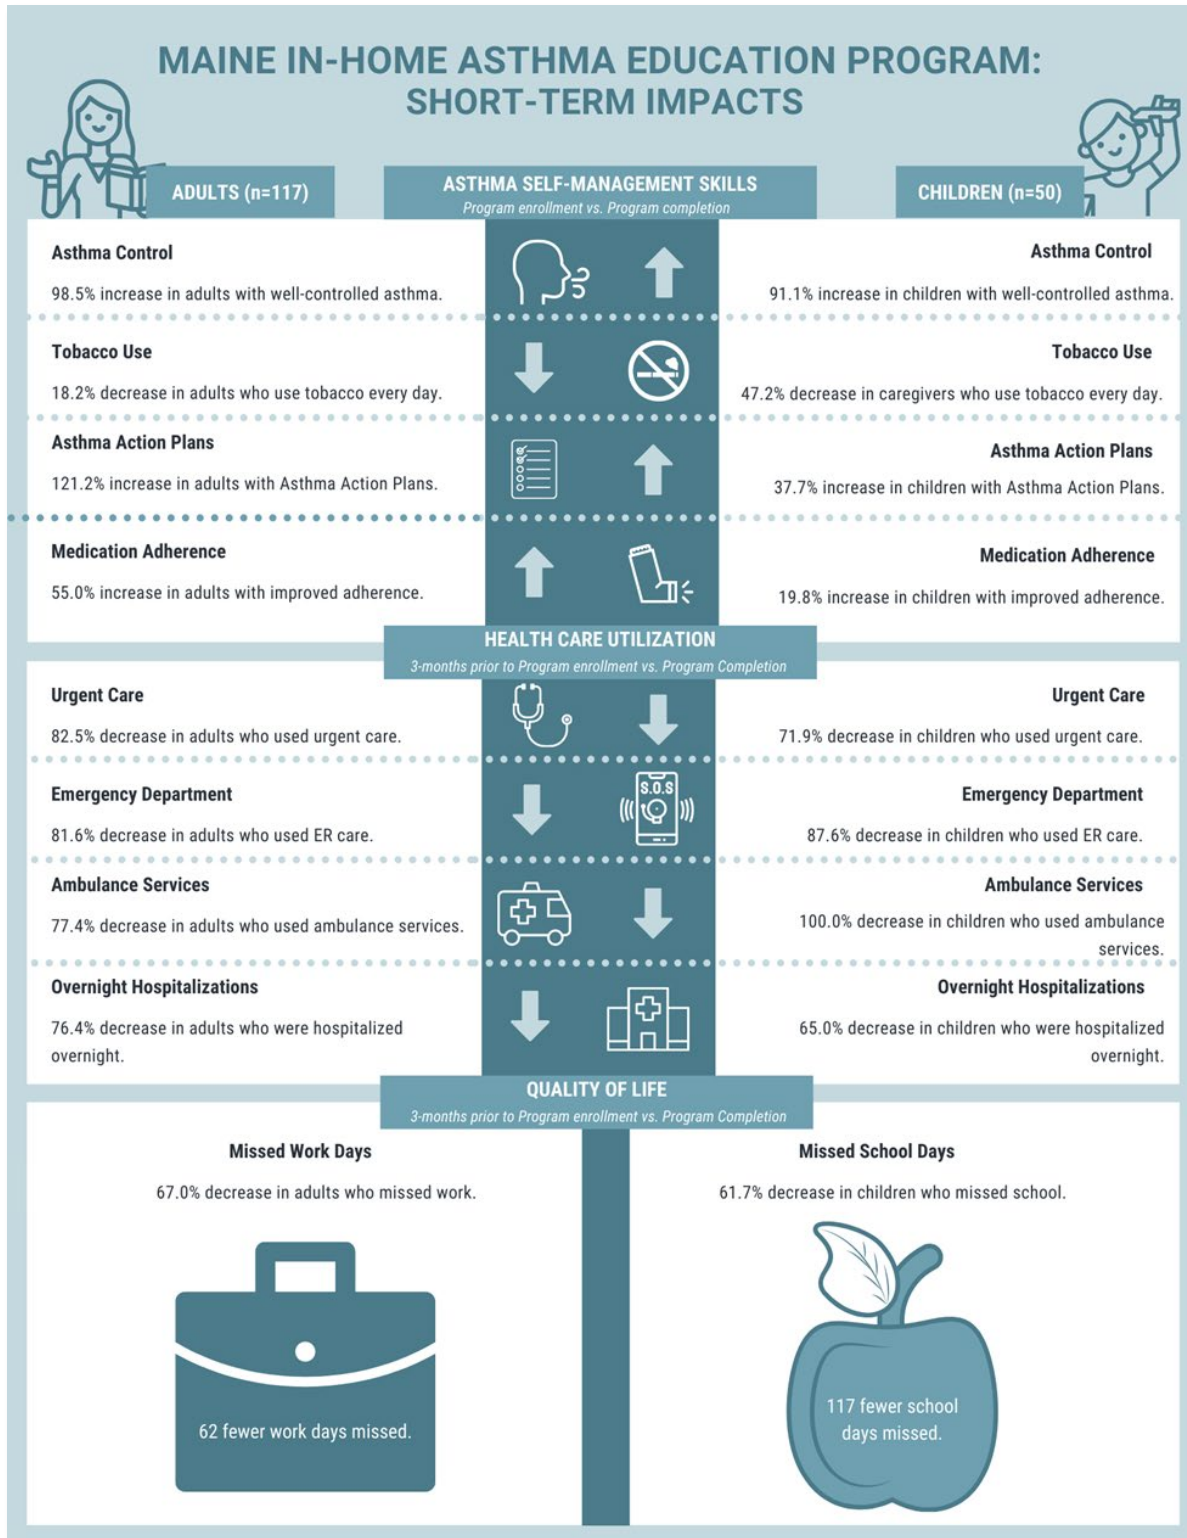 MAINE IN-HOME ASTHMA EDUCATION PROGRAM:
SHORT-TERM IMPACTS
ADULTS (n=117)
ASTHMA SELF-MANAGEMENT SKILLS
Program enrollment vs. Program completion
CHILDREN (n=50)
Asthma Control
98.5% increase in adults with well-controlled asthma.
Asthma Control
91.1% increase in children with well-controlled asthma.
Tobacco Use
18.2% decrease in adults who use tobacco every day.
Tobacco Use
47.2% decrease in caregivers who use tobacco every day.
Asthma Action Plans
121.2% increase in adults with Asthma Action Plans.
Asthma Action Plans
37.7% increase in children with Asthma Action Plans.
Medication Adherence
55.0% increase in adults with improved adherence.
Medication Adherence
19.8% increase in children with improved adherence.
HEALTH CARE UTILIZATION
3-months prior to Program enrollment vs. Program Completion
Urgent Care
82.5% decrease in adults who used urgent care.
Urgent Care
71.9% decrease in children who used urgent care.
Emergency Department
81.6% decrease in adults who used ER care.
S.O.S
Emergency Department
87.6% decrease in children who used ER care.
Ambulance Services
77.4% decrease in adults who used ambulance services.
Ambulance Services
100.0% decrease in children who used ambulance
services.
Overnight Hospitalizations
76.4% decrease in adults who were hospitalized
overnight.
Overnight Hospitalizations
65.0% decrease in children who were hospitalized
overnight.
QUALITY OF LIFE
3-months prior to Program enrollment vs. Program Completion
Missed Work Days
67.0% decrease in adults who missed work.
62 fewer work days missed.
Missed School Days
61.7% decrease in children who missed school.
117 fewer school
days missed.